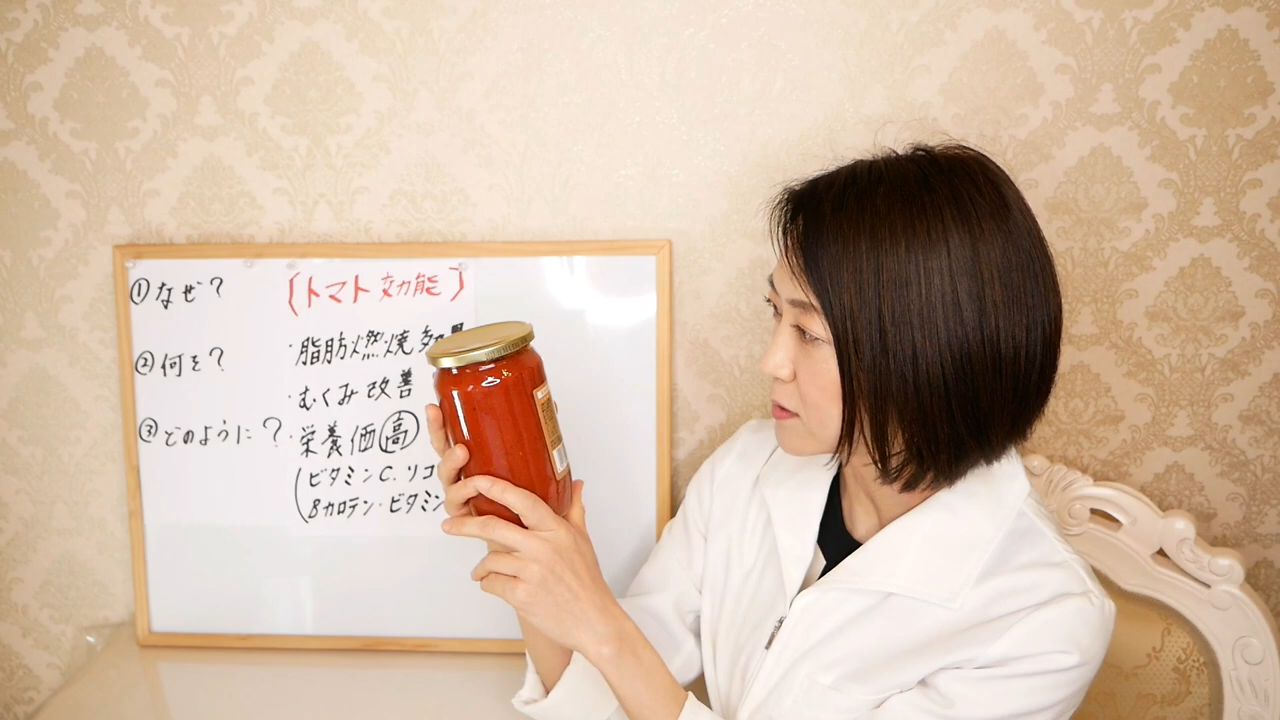 ①なぜ?
②何を?
③どのように?
〔トマト効能〕
・脂肪燃焼効果
・むくみ改善
・栄養価高
(ビタミンC.リコ
βカロテン・ビタミン